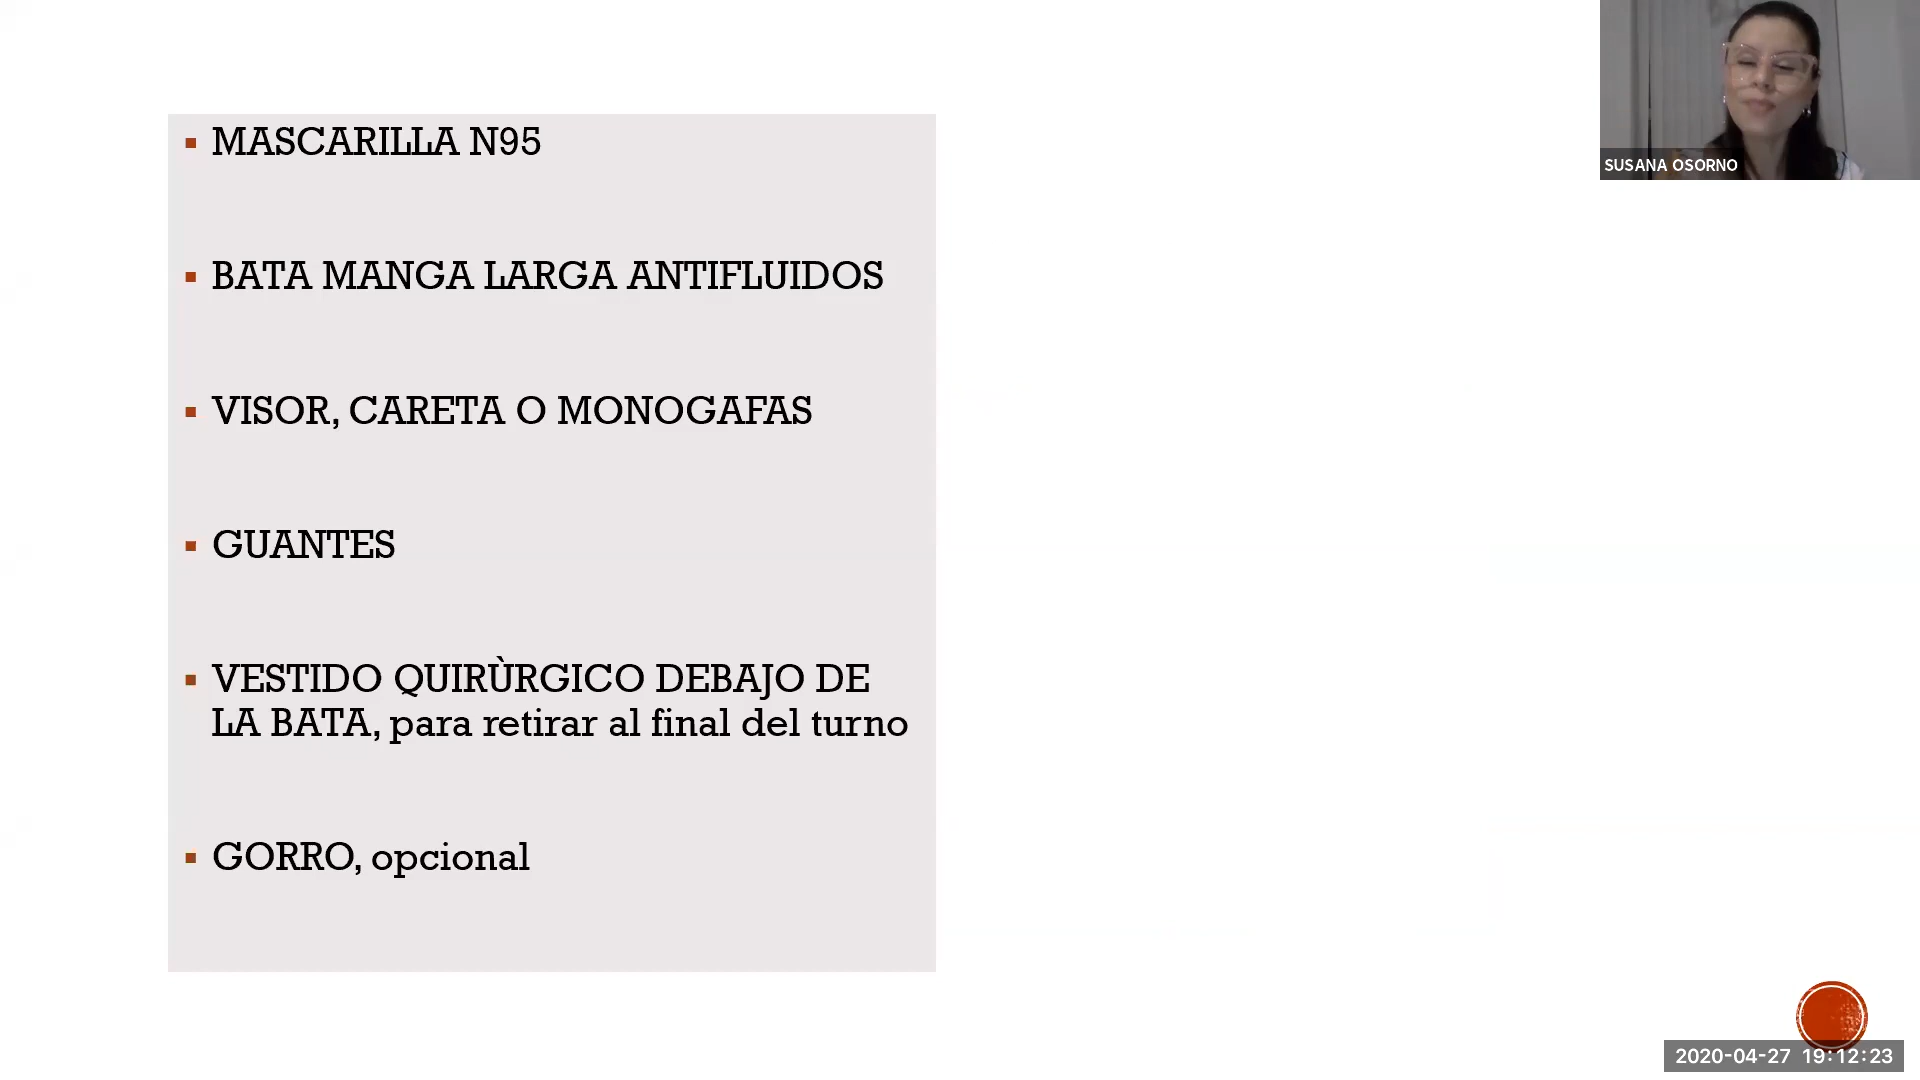 MASCARILLA N95
BATA MANGA LARGA ANTIFLUIDOS
VISOR, CARETA O MONOGAFAS
GUANTES
VESTIDO QUIRÙRGICO DEBAJO DE
LA BATA, para retirar al final del turno
GORRO, opcional
SUSANA OSORNO
2020-04-27 19:12:23